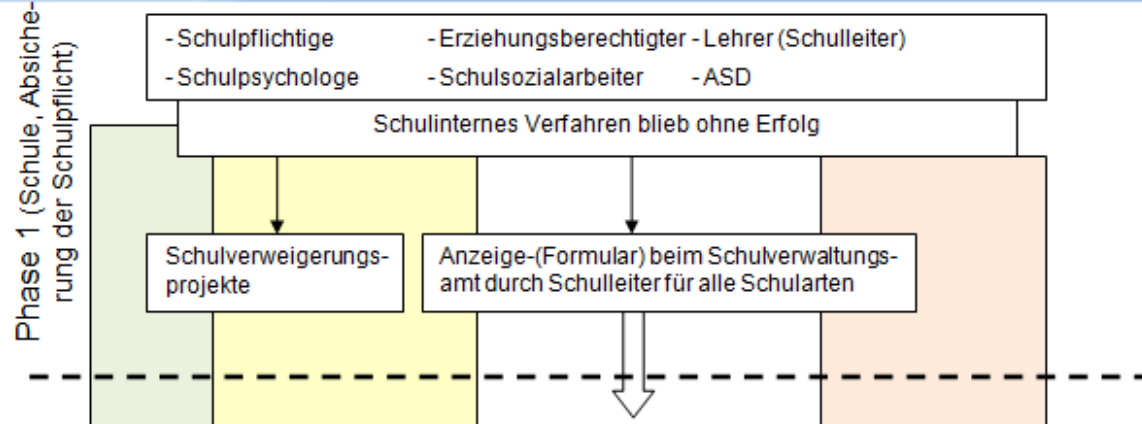 Phase 1 (Schule, Absiche-
rung der Schulpflicht)
- Schulpflichtige - Erziehungsberechtigter - Lehrer (Schulleiter)
- Schulpsychologe - Schulsozialarbeiter - ASD
Schulinternes Verfahren blieb ohne Erfolg
Schulverweigerungs-
projekte
Anzeige-(Formular) beim Schulverwaltungs-
amt durch Schulleiter für alle Schularten